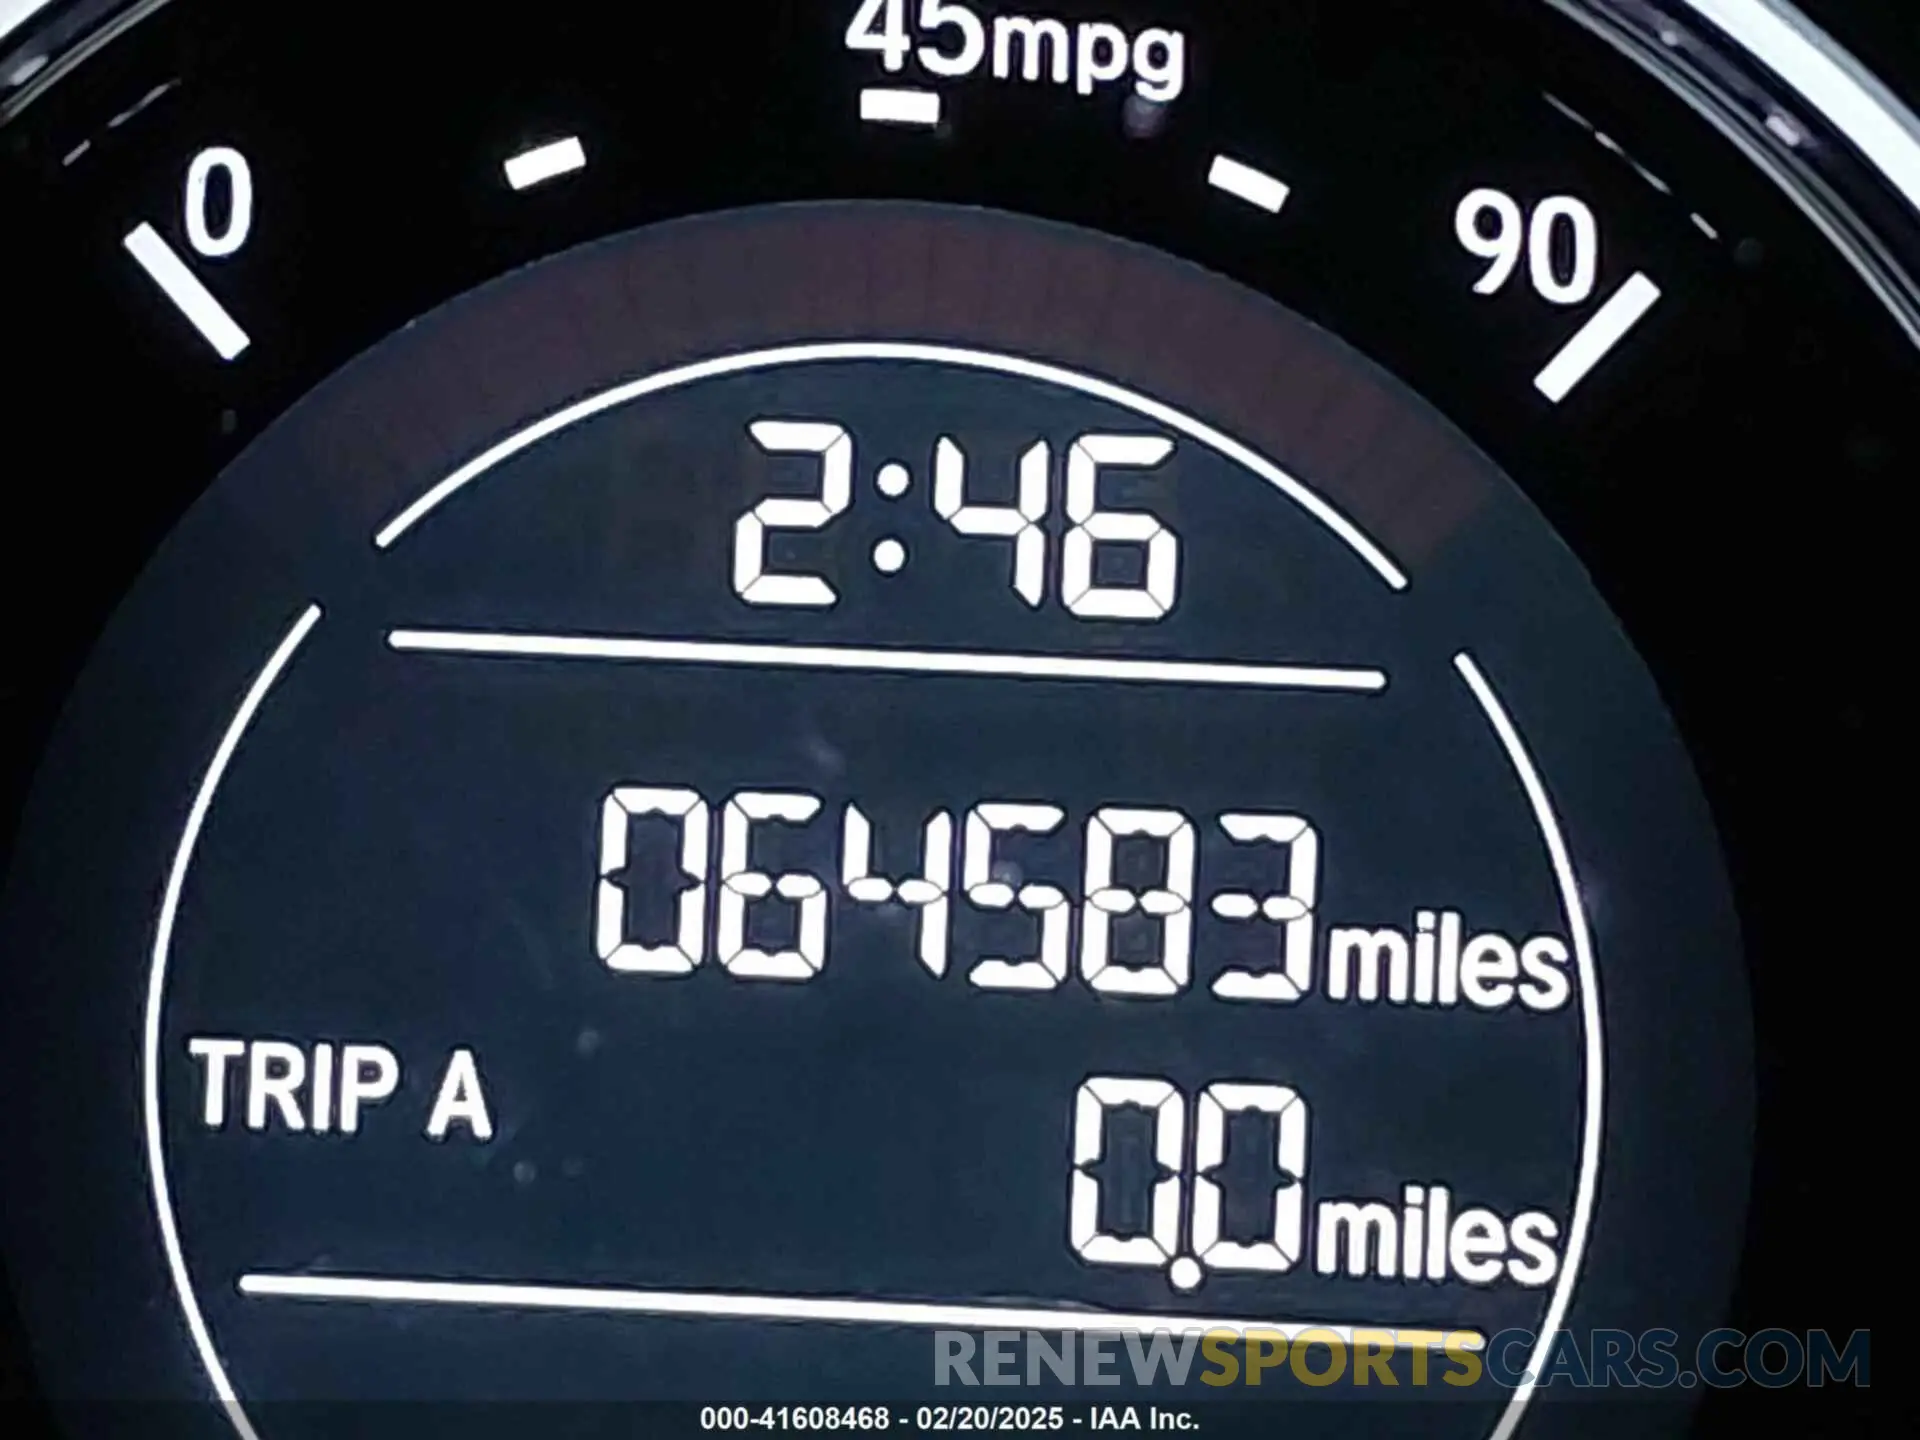 45mpg
0
90
2:46
064583miles
TRIP A
0.0miles
RENEWSPORTSCARS.COM
000-41608468 - 02/20/2025 - IAA Inc.